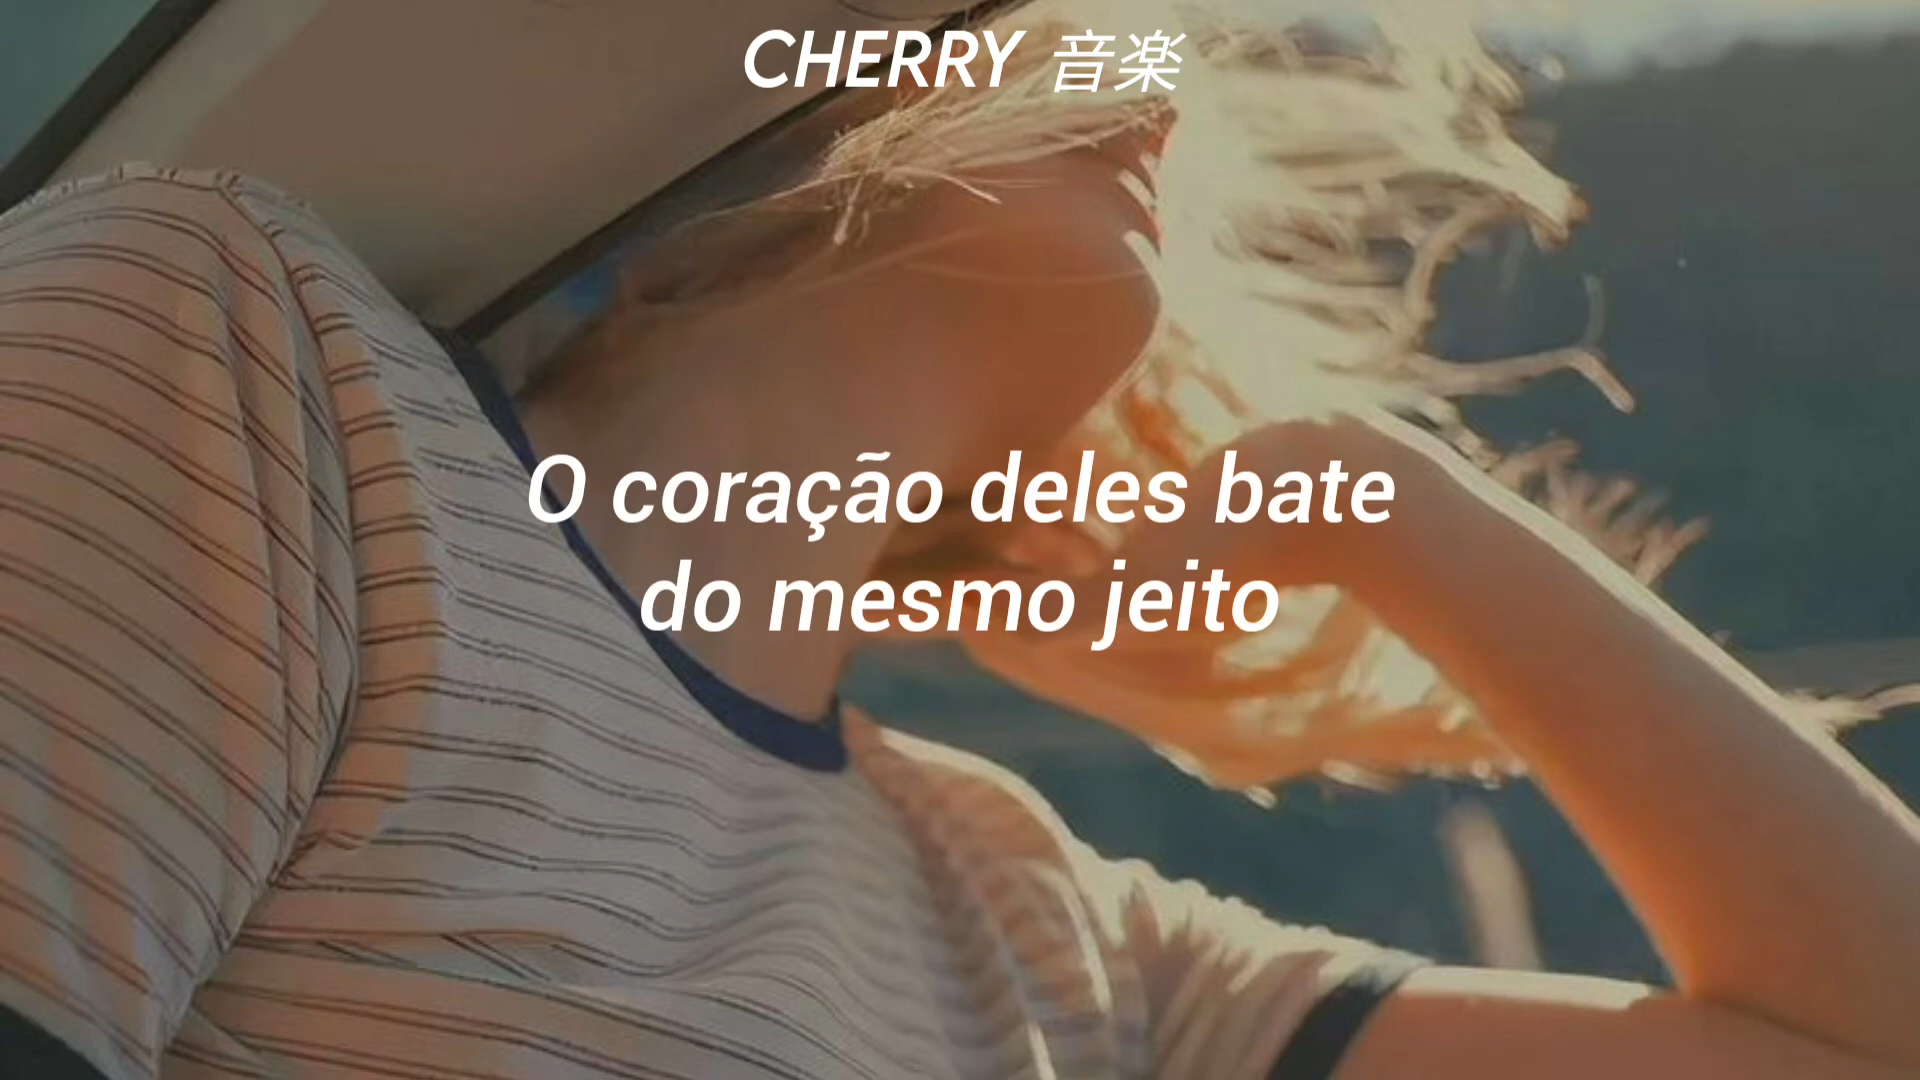 CHERRY 音楽
O coração deles bate
do mesmo jeito